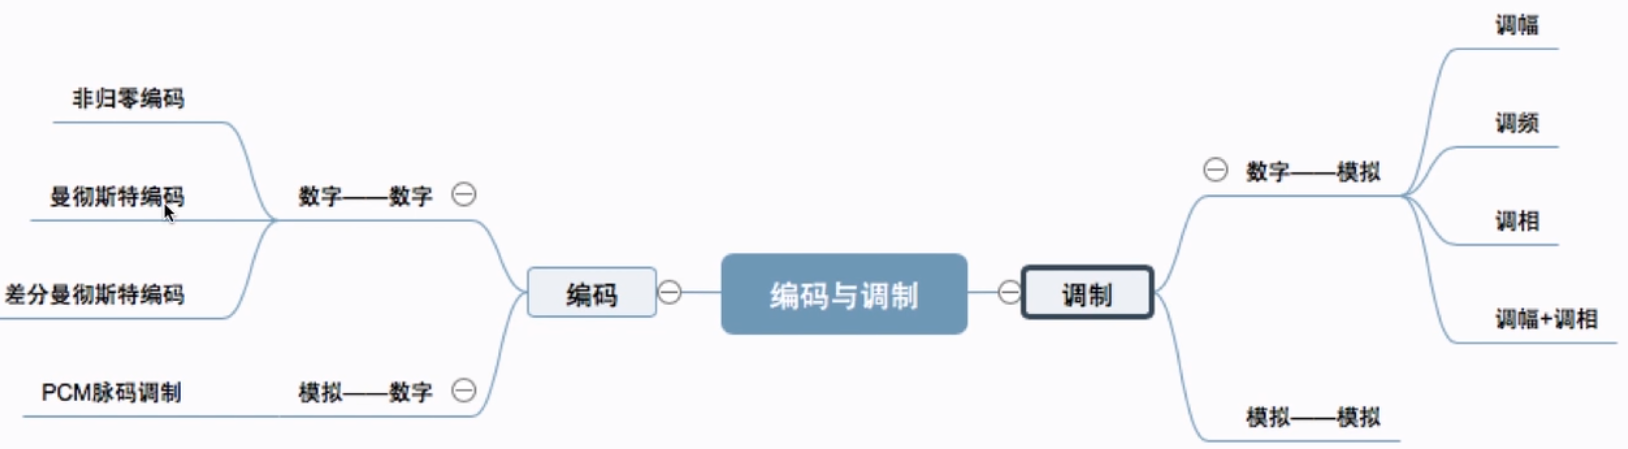 编码与调制
编码
数字——数字
非归零编码
曼彻斯特编码
差分曼彻斯特编码
模拟——数字
PCM脉码调制
调制
数字——模拟
调幅
调频
调相
调幅+调相
模拟——模拟